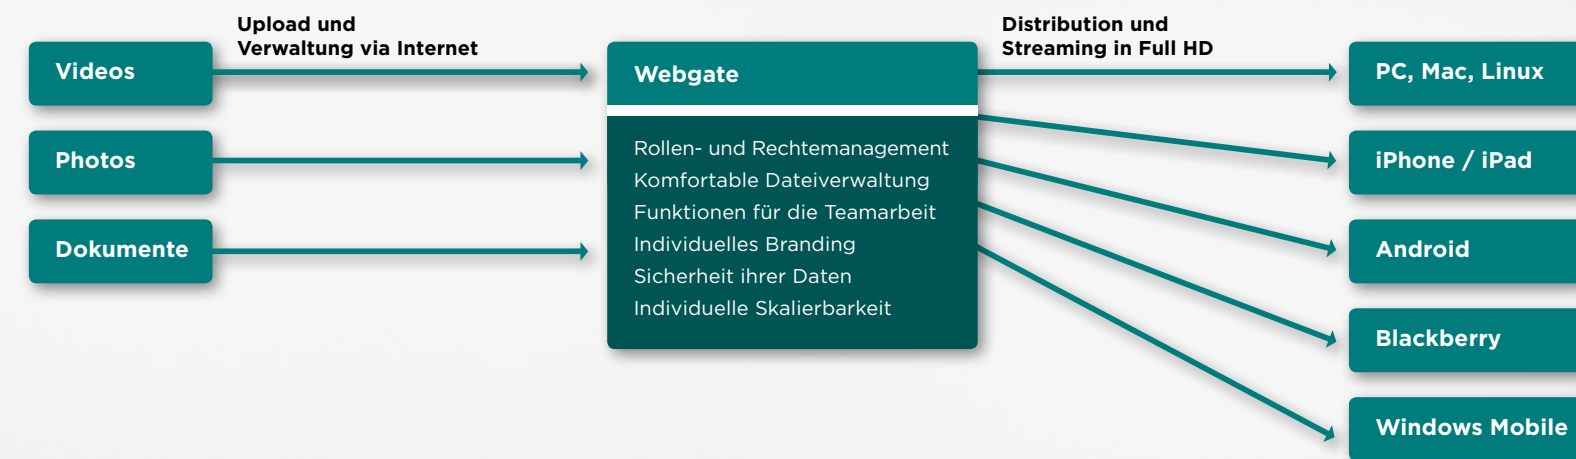 Upload und
Verwaltung via Internet
Distribution und
Streaming in Full HD
Videos
Photos
Dokumente
Webgate
Rollen- und Rechtemanagement
Komfortable Dateiverwaltung
Funktionen für die Teamarbeit
Individuelles Branding
Sicherheit ihrer Daten
Individuelle Skalierbarkeit
PC, Mac, Linux
iPhone / iPad
Android
Blackberry
Windows Mobile